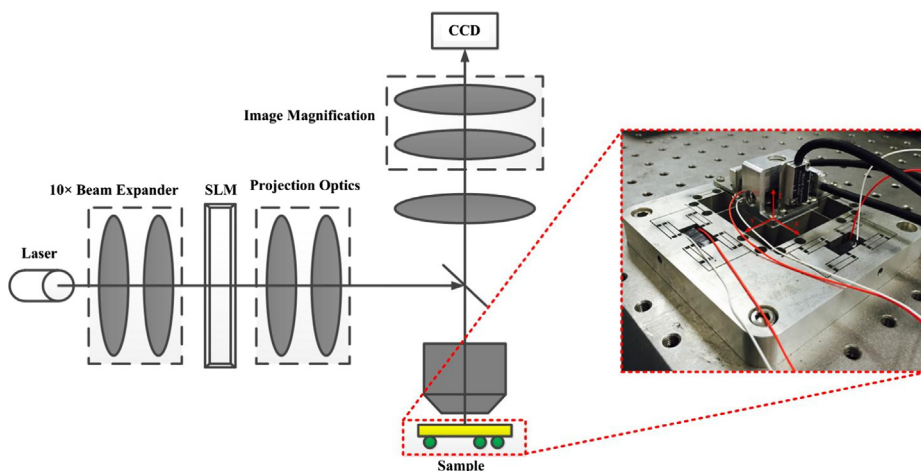 CCD
Image Magnification
10× Beam Expander
SLM
Projection Optics
Laser
Sample